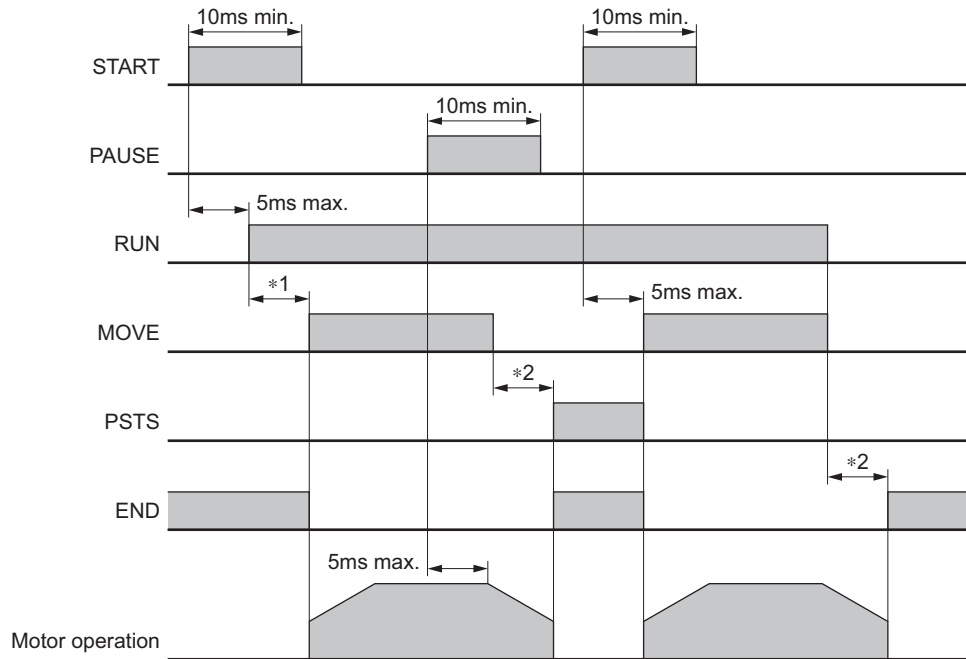 10ms min. 10ms min.
START
10ms min.
PAUSE
5ms max.
RUN
*1 5ms max.
MOVE
*2
PSTS
*2
END
5ms max.
Motor operation